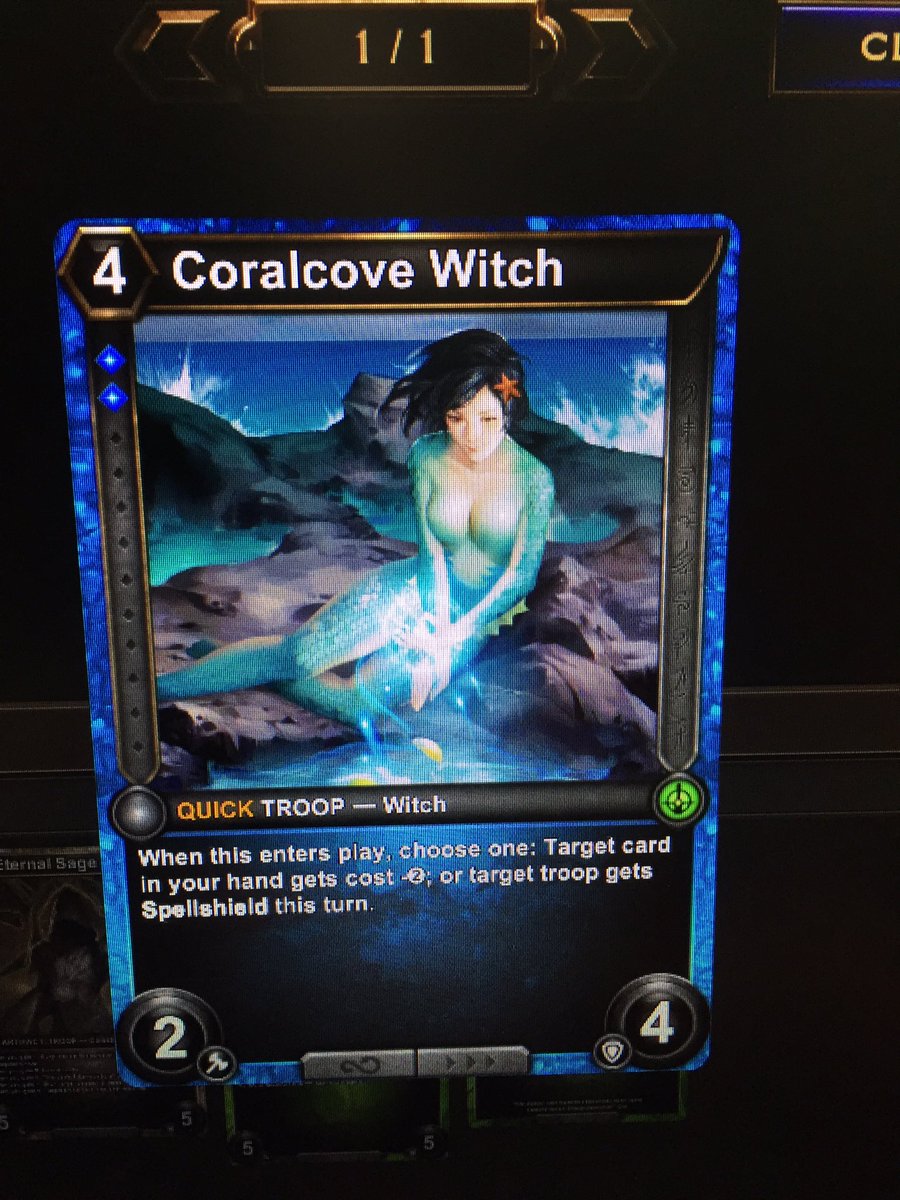 1 / 1
CL
4 Coralcove Witch
QUICK TROOP — Witch
When this enters play, choose one: Target card
in your hand gets cost -2; or target troop gets
Spellshield this turn.
Eternal Sage
2
4
5
5
5
5